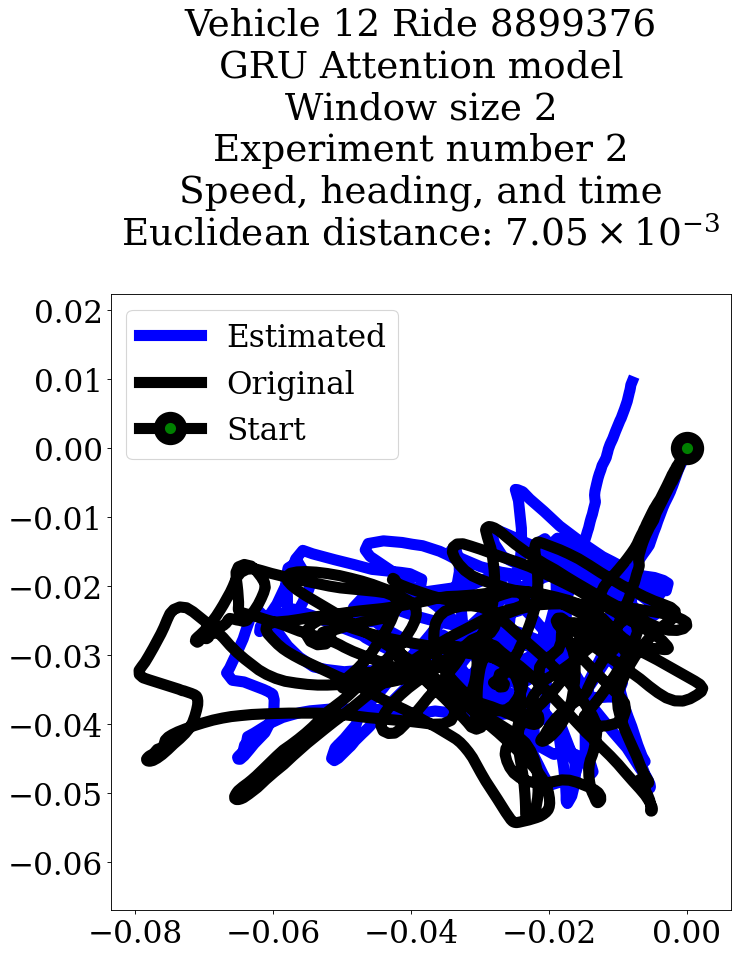 Vehicle 12 Ride 8899376
GRU Attention model
Window size 2
Experiment number 2
Speed, heading, and time
Euclidean distance: 7.05 × 10⁻³
0.02
0.01
0.00
−0.01
−0.02
−0.03
−0.04
−0.05
−0.06
Estimated
Original
Start
−0.08 −0.06 −0.04 −0.02 0.00